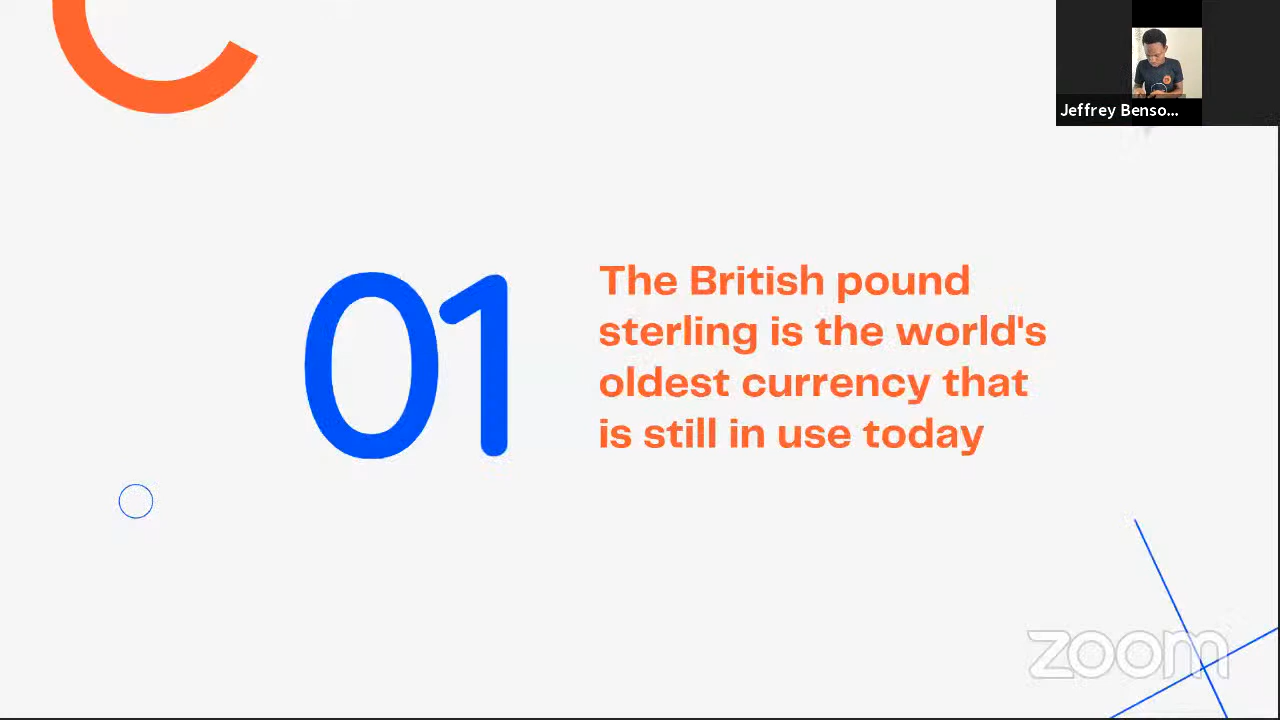 Jeffrey Benso...
01
The British pound
sterling is the world's
oldest currency that
is still in use today
zoom